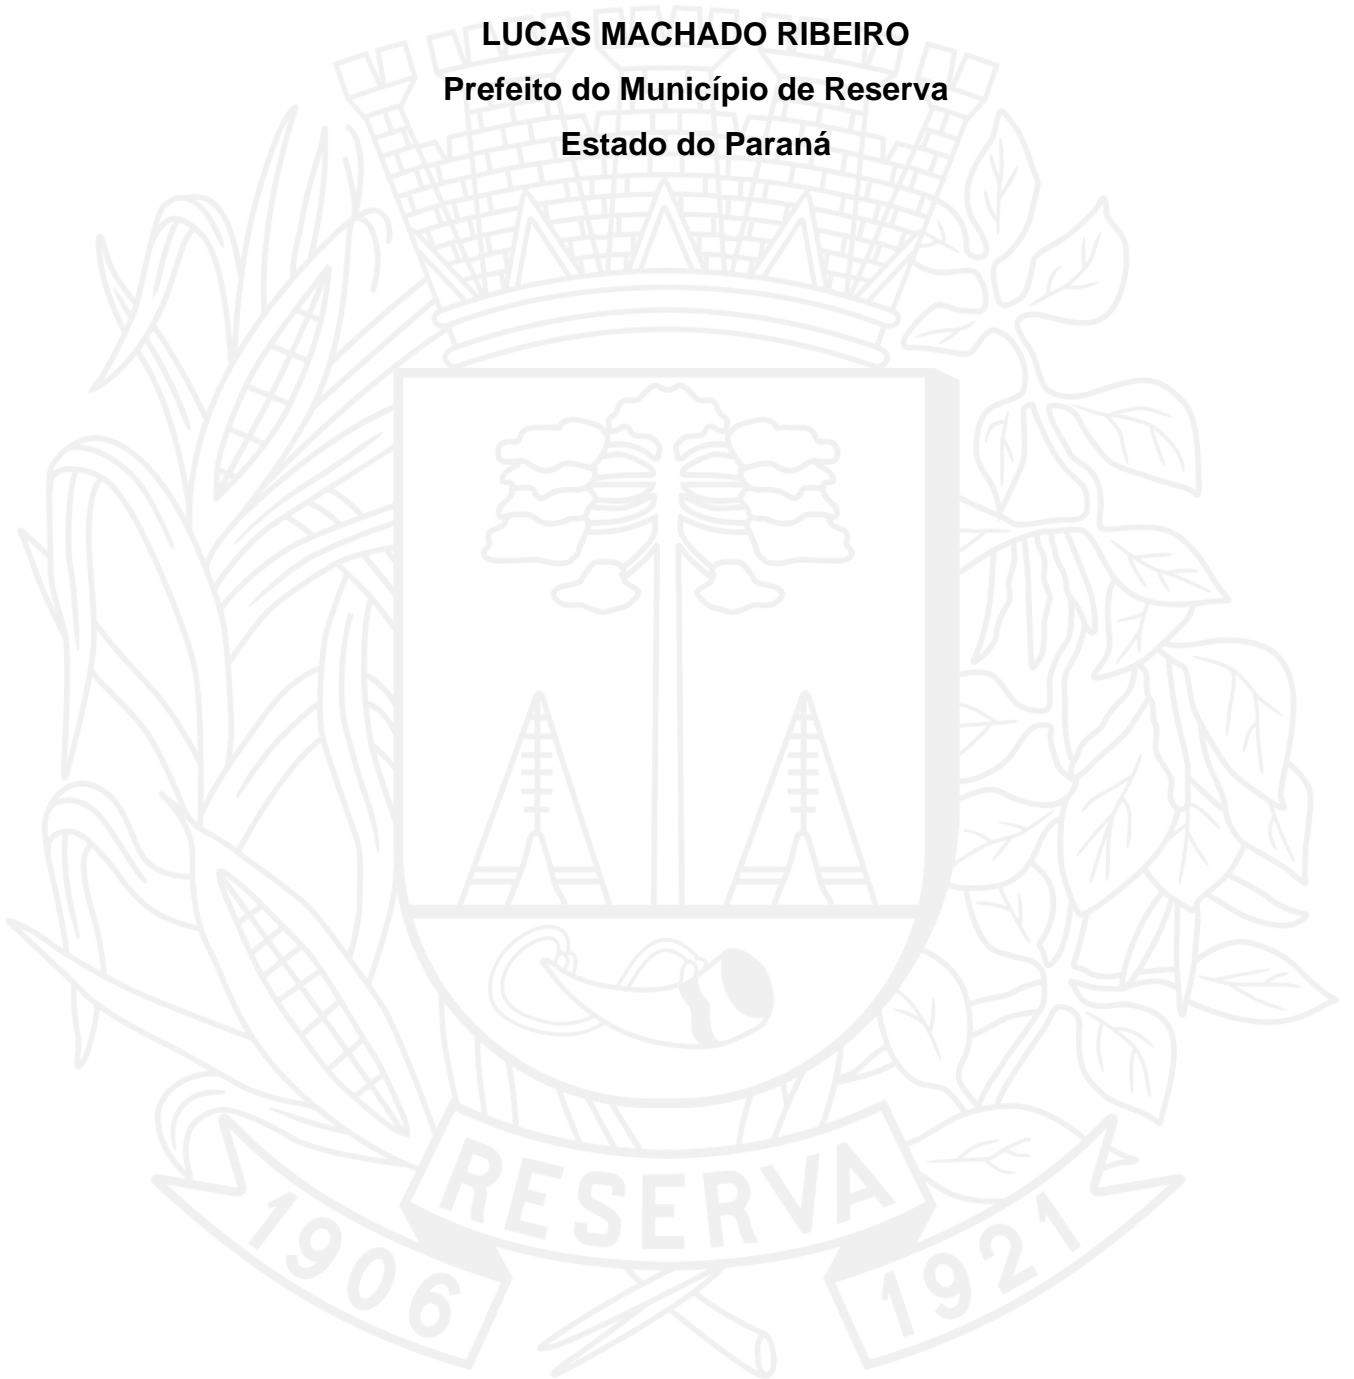 LUCAS MACHADO RIBEIRO
Prefeito do Município de Reserva
Estado do Paraná
RESERVA
1906
1921